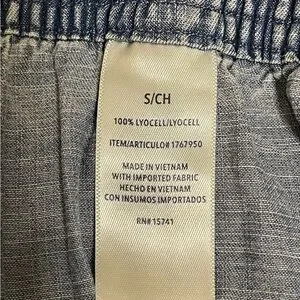 S/CH
100% LYOCELL/LYOCELL
ITEM/ARTICULO# 1767950
MADE IN VIETNAM
WITH IMPORTED FABRIC
HECHO EN VIETNAM
CON INSUMOS IMPORTADOS
RN# 15741